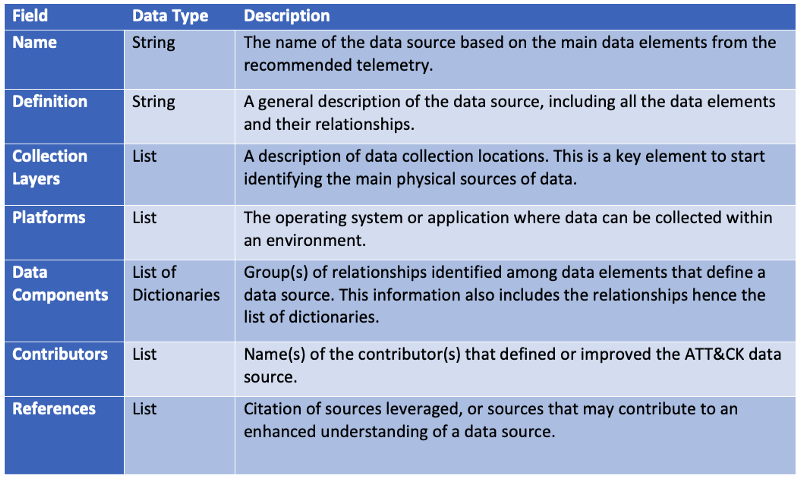 Field Data Type Description
Name String The name of the data source based on the main data elements from the
recommended telemetry.
Definition String A general description of the data source, including all the data elements
and their relationships.
Collection List A description of data collection locations. This is a key element to start
Layers identifying the main physical sources of data.
Platforms List The operating system or application where data can be collected within
an environment.
Data List of Group(s) of relationships identified among data elements that define a
Components Dictionaries data source. This information also includes the relationships hence the
list of dictionaries.
Contributors List Name(s) of the contributor(s) that defined or improved the ATT&CK data
source.
References List Citation of sources leveraged, or sources that may contribute to an
enhanced understanding of a data source.